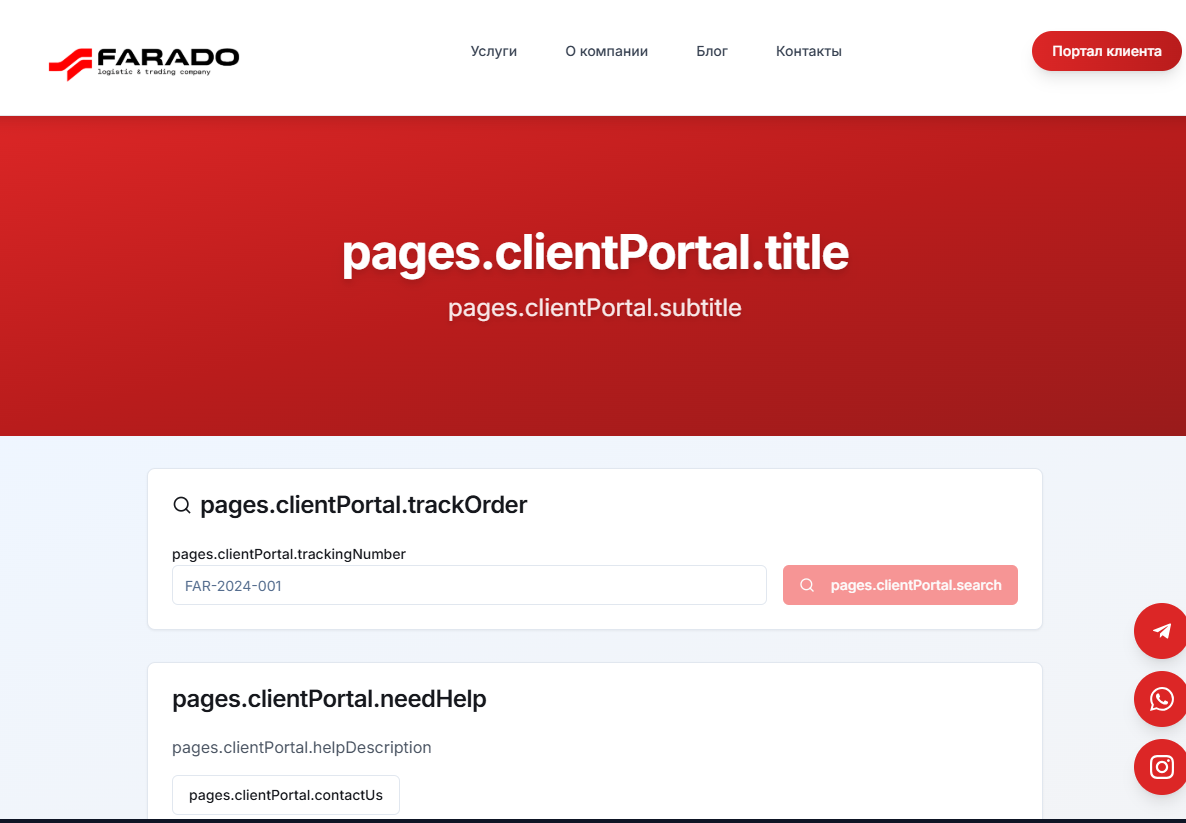 FARADO
logistic & trading company
Услуги
О компании
Блог
Контакты
Портал клиента
pages.clientPortal.title
pages.clientPortal.subtitle
pages.clientPortal.trackOrder
pages.clientPortal.trackingNumber
FAR-2024-001
pages.clientPortal.search
pages.clientPortal.needHelp
pages.clientPortal.helpDescription
pages.clientPortal.contactUs